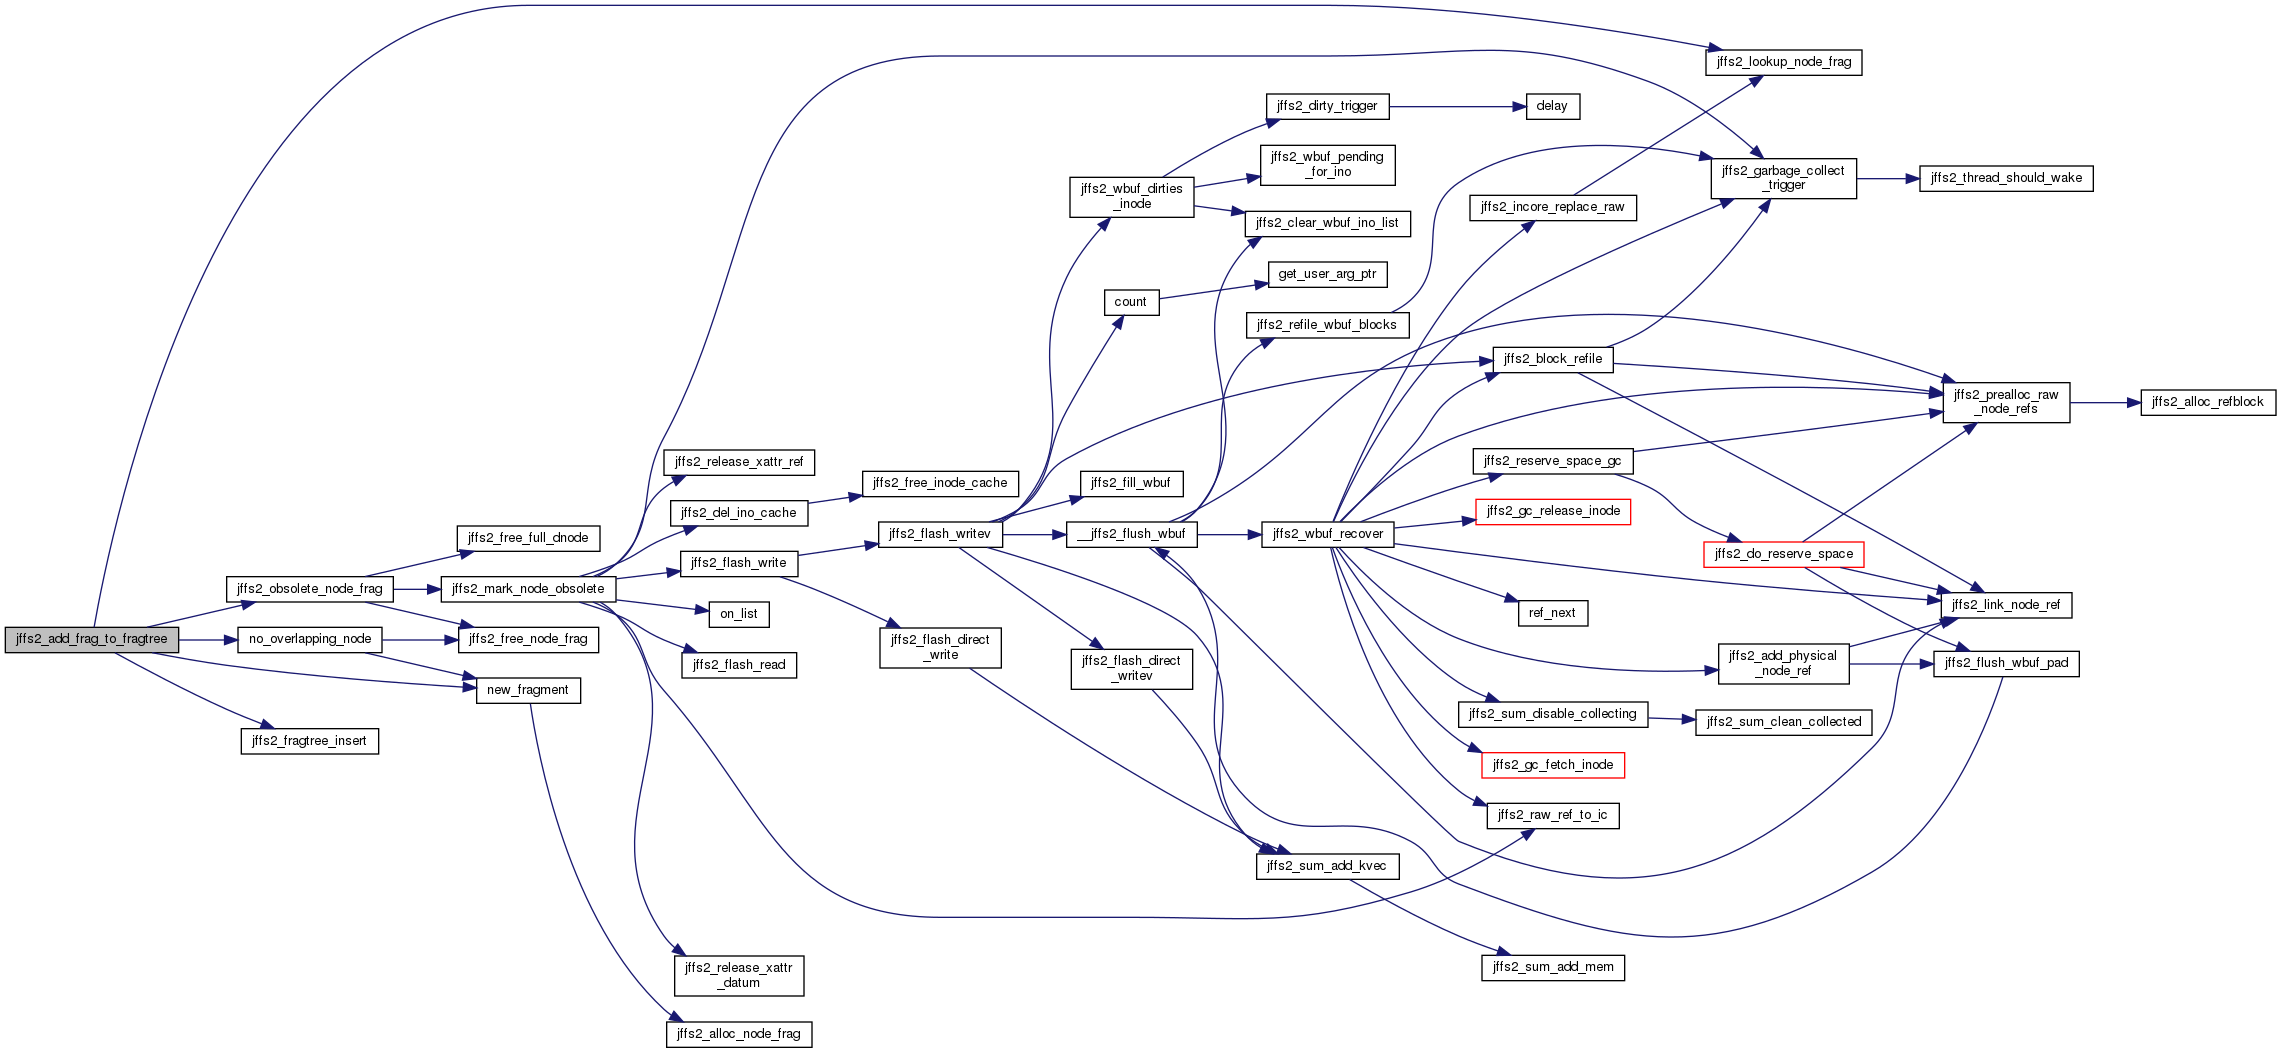 jffs2_add_frag_to_fragtree
jffs2_obsolete_node_frag
no_overlapping_node
jffs2_fragtree_insert
jffs2_free_full_dnode
jffs2_mark_node_obsolete
jffs2_free_node_frag
new_fragment
jffs2_release_xattr_ref
jffs2_del_ino_cache
jffs2_flash_write
on_list
jffs2_flash_read
jffs2_release_xattr
_datum
jffs2_alloc_node_frag
jffs2_free_inode_cache
jffs2_flash_writev
jffs2_flash_direct
_write
jffs2_wbuf_dirties
_inode
count
jffs2_fill_wbuf
__jffs2_flush_wbuf
jffs2_flash_direct
_writev
jffs2_dirty_trigger
jffs2_wbuf_pending
_for_ino
jffs2_clear_wbuf_ino_list
get_user_arg_ptr
jffs2_refile_wbuf_blocks
jffs2_wbuf_recover
jffs2_sum_add_kvec
delay
jffs2_incore_replace_raw
jffs2_block_refile
jffs2_reserve_space_gc
jffs2_gc_release_inode
ref_next
jffs2_sum_disable_collecting
jffs2_gc_fetch_inode
jffs2_raw_ref_to_ic
jffs2_sum_add_mem
jffs2_lookup_node_frag
jffs2_garbage_collect
_trigger
jffs2_do_reserve_space
jffs2_add_physical
_node_ref
jffs2_sum_clean_collected
jffs2_thread_should_wake
jffs2_prealloc_raw
_node_refs
jffs2_link_node_ref
jffs2_flush_wbuf_pad
jffs2_alloc_refblock